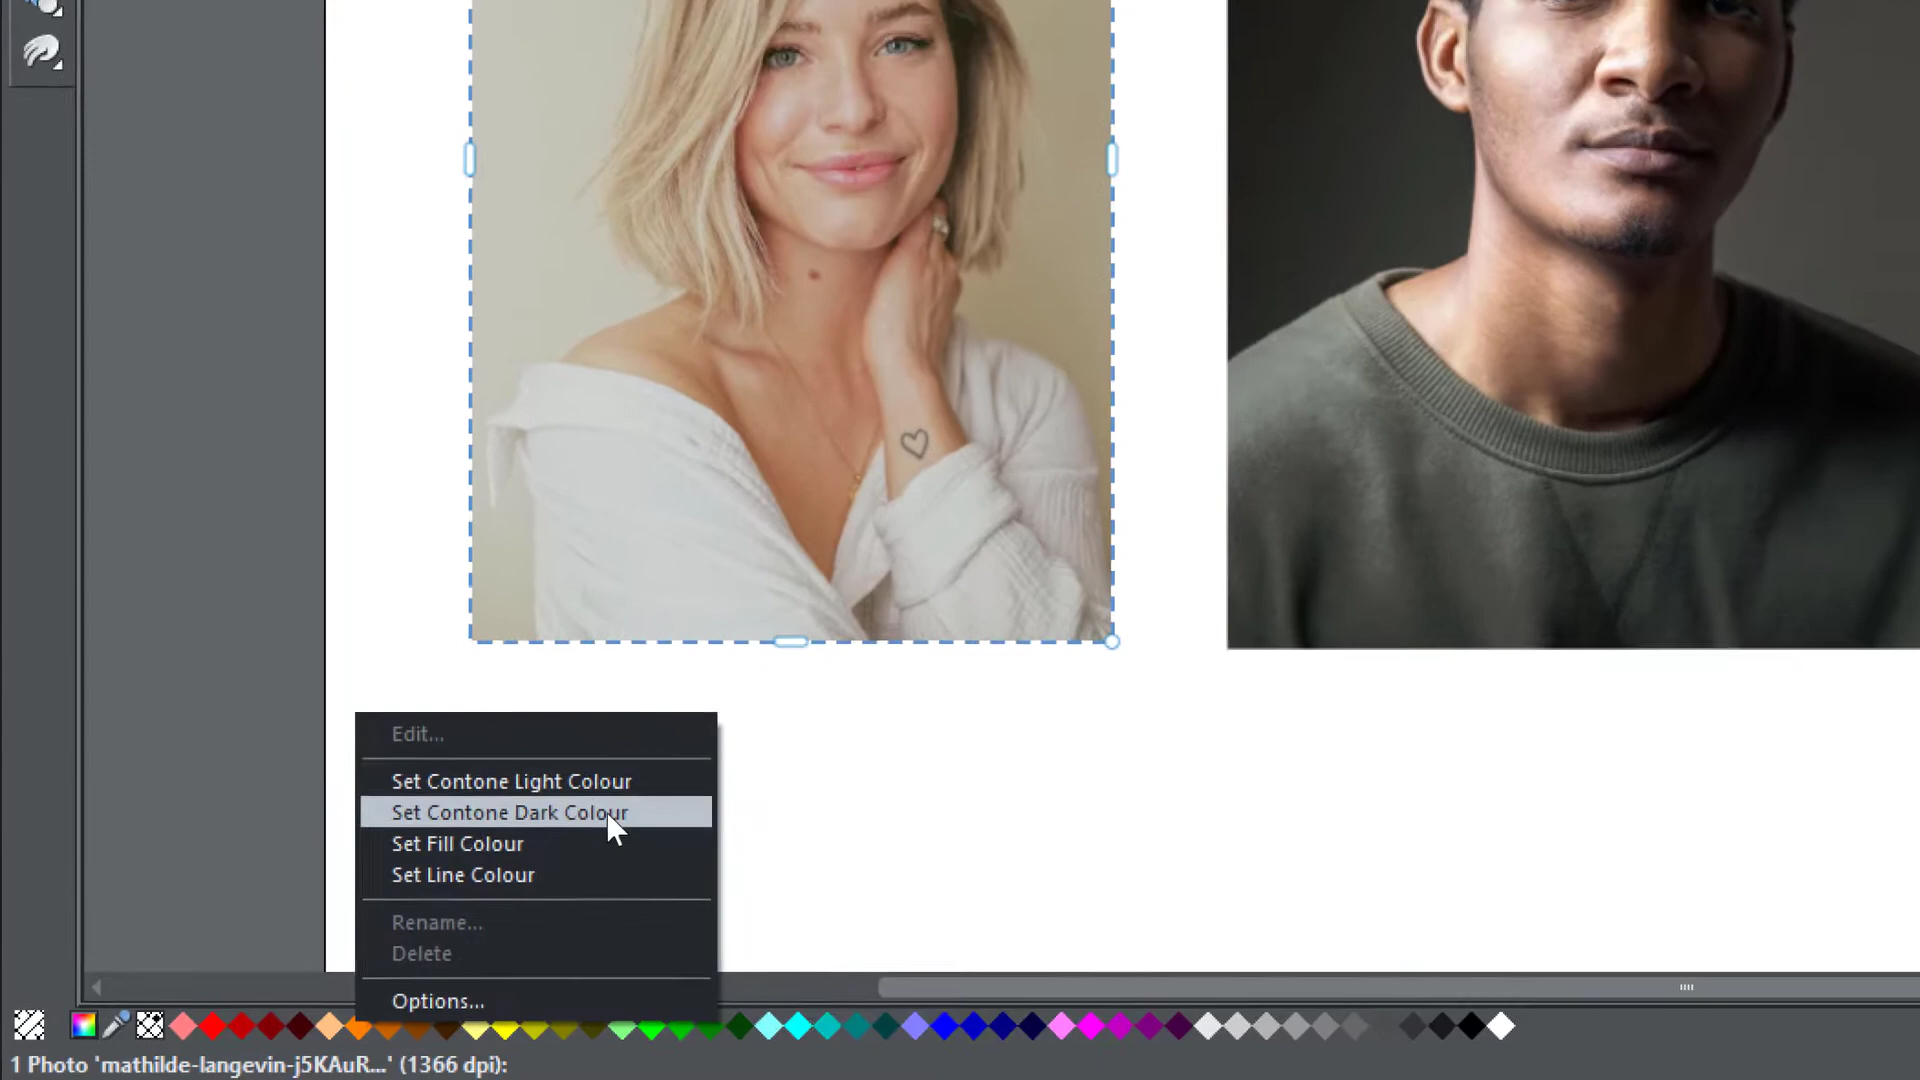 Edit...
Set Contone Light Colour
Set Contone Dark Colour
Set Fill Colour
Set Line Colour
Rename...
Delete
Options...
1 Photo 'mathilde-langevin-j5KAuR...' (1366 dpi):